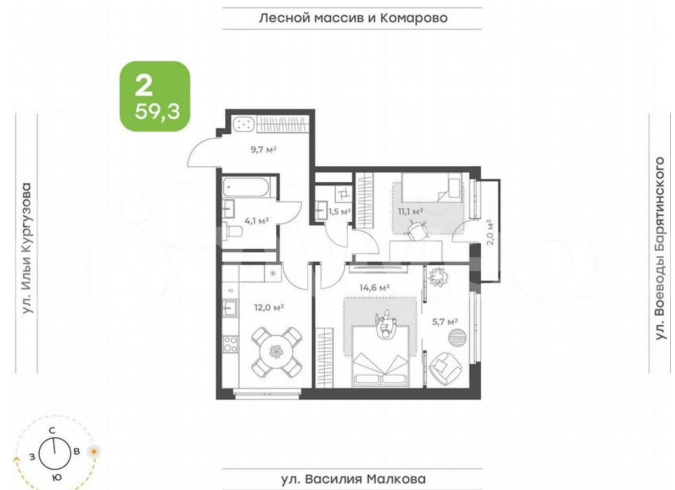 Лесной массив и Комарово
2
59,3
9,7 м²
4,1 м²
1,5 м²
11,1 м²
2,0 м²
12,0 м²
14,6 м²
5,7 м²
ул. Ильи Кургузова
ул. Воеводы Барятинского
С
З
В
Ю
ул. Василия Малкова